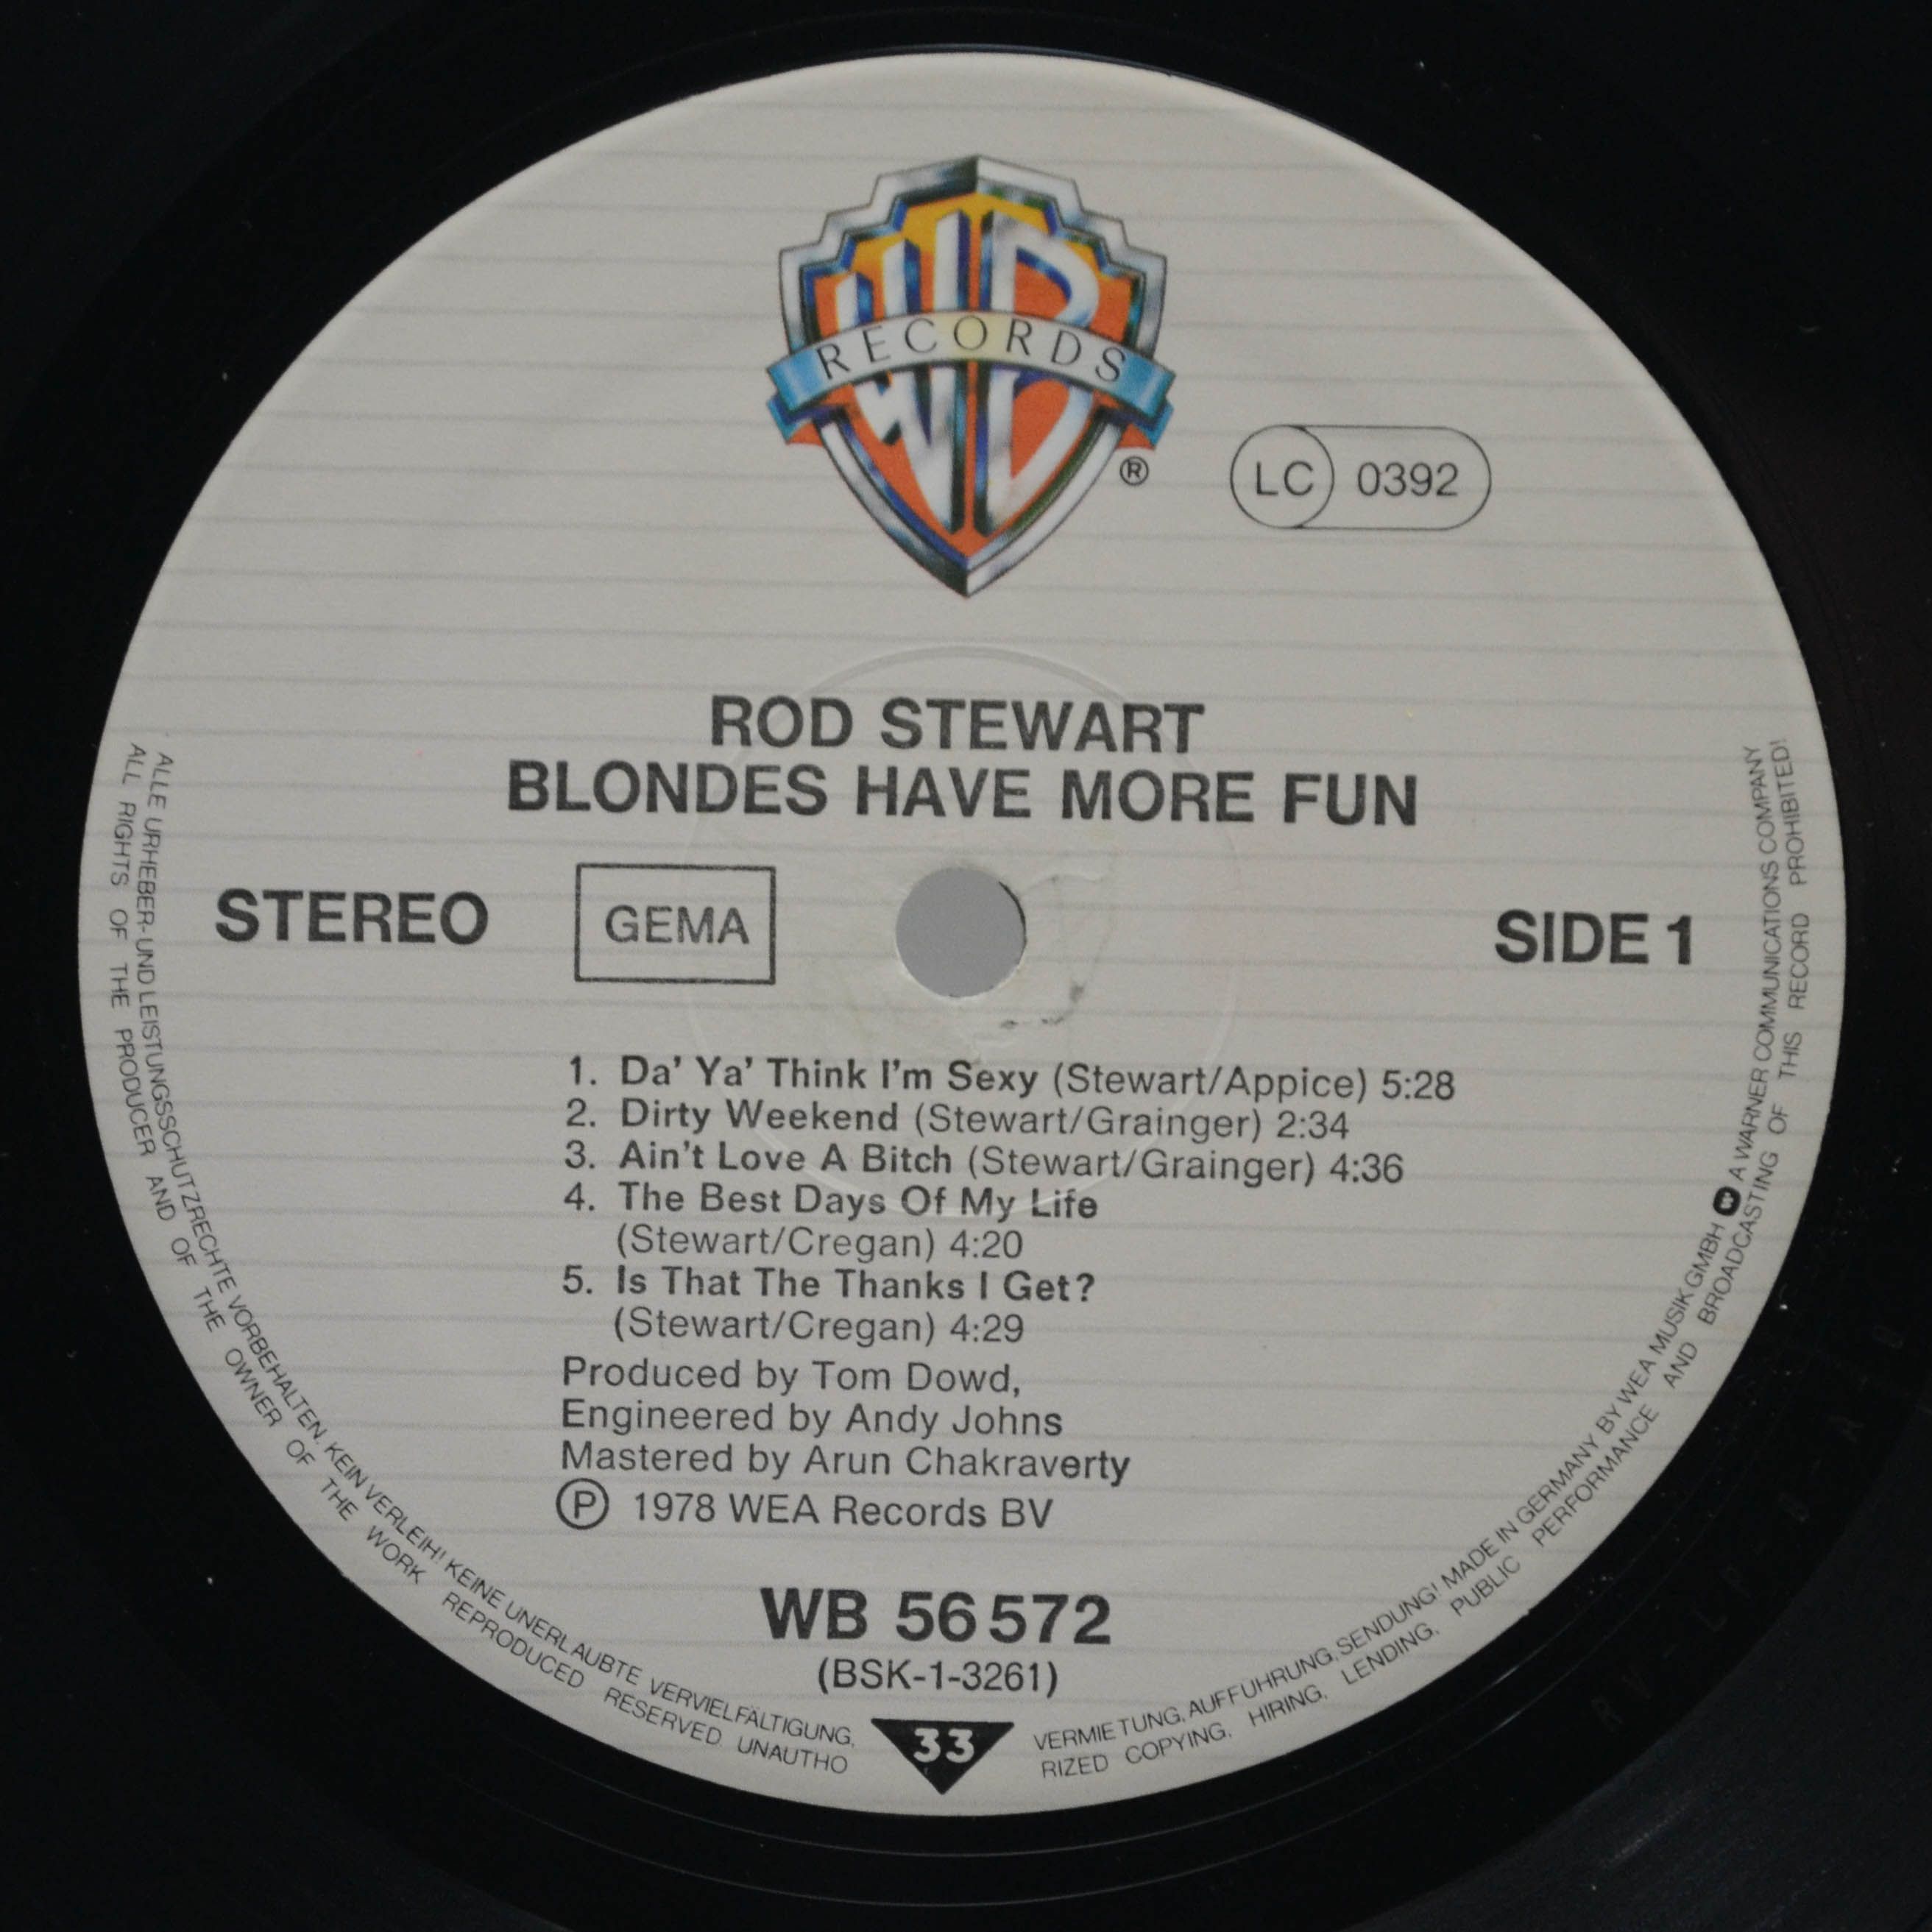 WB
RECORDS
®
LC 0392
ROD STEWART
BLONDES HAVE MORE FUN
STEREO GEMA SIDE 1
1. Da' Ya' Think I'm Sexy (Stewart/Appice) 5:28
2. Dirty Weekend (Stewart/Grainger) 2:34
3. Ain't Love A Bitch (Stewart/Grainger) 4:36
4. The Best Days Of My Life
(Stewart/Cregan) 4:20
5. Is That The Thanks I Get?
(Stewart/Cregan) 4:29
Produced by Tom Dowd,
Engineered by Andy Johns
Mastered by Arun Chakraverty
Ⓟ 1978 WEA Records BV
WB 56 572
(BSK-1-3261)
33
ALLE URHEBER- UND LEISTUNGSSCHUTZRECHTE VORBEHALTEN. KEIN VERLEIH! KEINE UNERLAUBTE VERVIELFÄLTIGUNG, VERMIETUNG, AUFFÜHRUNG, SENDUNG! MADE IN GERMANY BY WEA MUSIK GMBH W A WARNER COMMUNICATIONS COMPANY
ALL RIGHTS OF THE PRODUCER AND OF THE OWNER OF THE WORK REPRODUCED RESERVED. UNAUTHO RIZED COPYING, HIRING, LENDING, PUBLIC PERFORMANCE AND BROADCASTING OF THIS RECORD PROHIBITED!